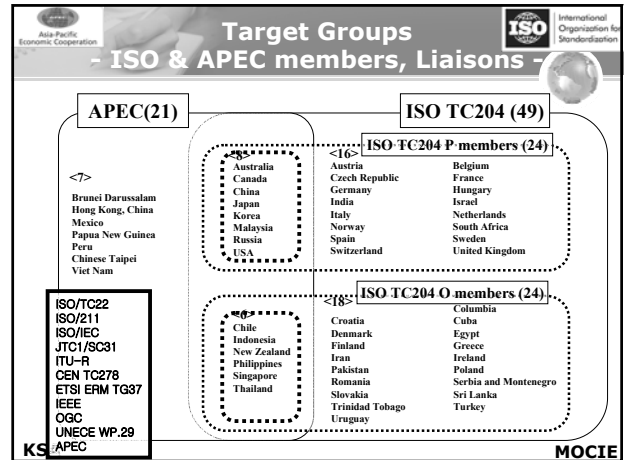 Asia-Pacific
Economic Cooperation
Target Groups
- ISO & APEC members, Liaisons -
ISO
International
Organization for
Standardization
APEC(21)
ISO TC204 (49)
ISO TC204 P members (24)
<7>
Brunei Darussalam
Hong Kong, China
Mexico
Papua New Guinea
Peru
Chinese Taipei
Viet Nam
<8>
Australia
Canada
China
Japan
Korea
Malaysia
Russia
USA
<16>
Austria
Czech Republic
Germany
India
Italy
Norway
Spain
Switzerland
Belgium
France
Hungary
Israel
Netherlands
South Africa
Sweden
United Kingdom
ISO TC204 O members (24)
<6>
Chile
Indonesia
New Zealand
Philippines
Singapore
Thailand
<18>
Croatia
Denmark
Finland
Iran
Pakistan
Romania
Slovakia
Trinidad Tobago
Uruguay
Columbia
Cuba
Egypt
Greece
Ireland
Poland
Serbia and Montenegro
Sri Lanka
Turkey
ISO/TC22
ISO/211
ISO/IEC
JTC1/SC31
ITU-R
CEN TC278
ETSI ERM TG37
IEEE
OGC
UNECE WP.29
APEC
MOCIE